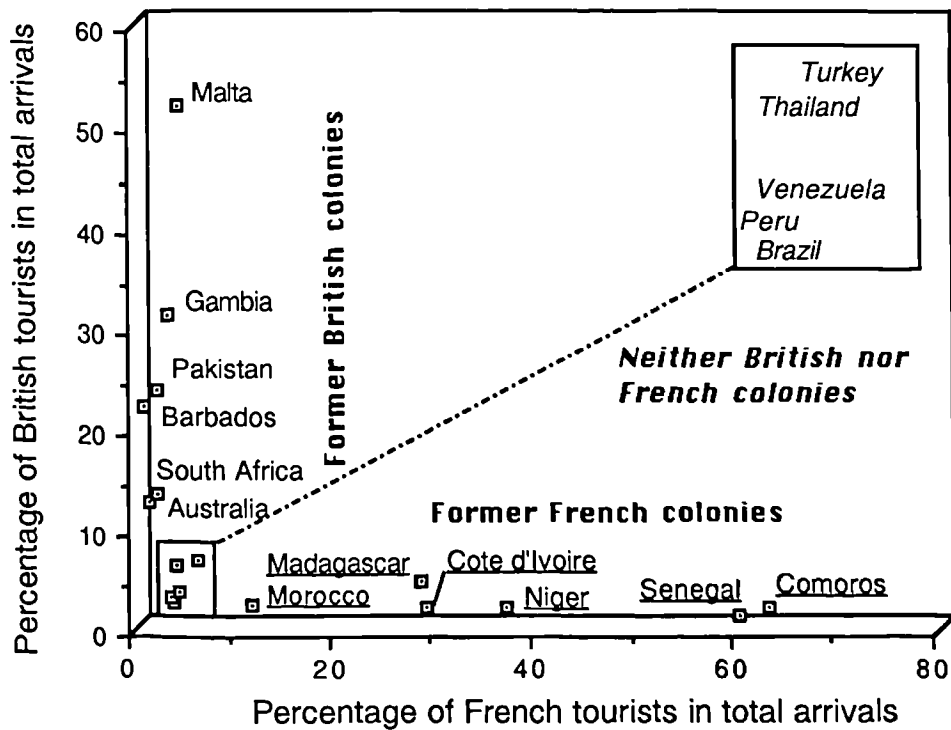 Percentage of British tourists in total arrivals
60
50
40
30
20
10
0
Malta
Gambia
Pakistan
Barbados
South Africa
Australia
Former British colonies
Turkey
Thailand
Venezuela
Peru
Brazil
Neither British nor
French colonies
Former French colonies
Madagascar
Cote d'Ivoire
Morocco
Niger
Senegal
Comoros
0
20
40
60
80
Percentage of French tourists in total arrivals